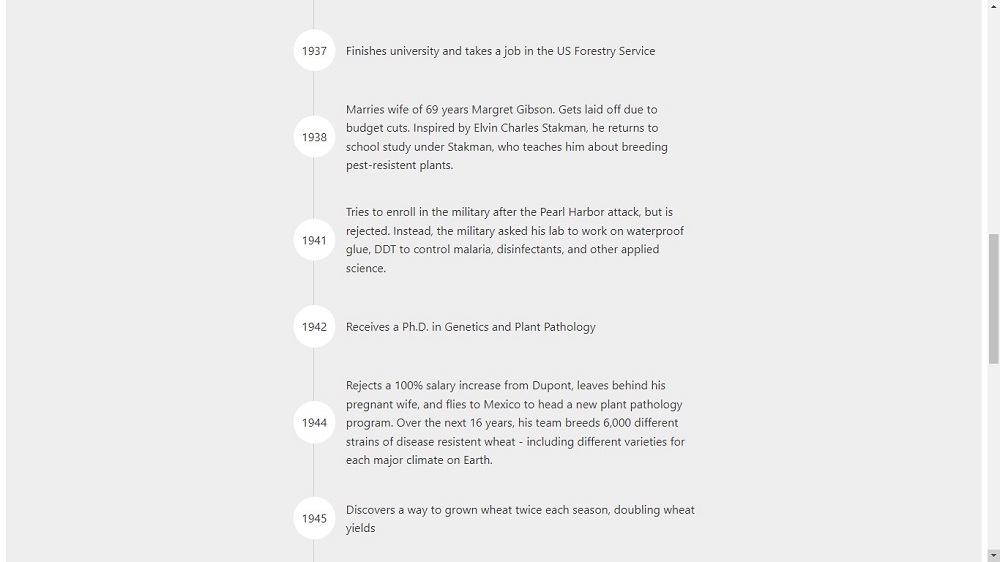 1937
Finishes university and takes a job in the US Forestry Service
1938
Marries wife of 69 years Margret Gibson. Gets laid off due to
budget cuts. Inspired by Elvin Charles Stakman, he returns to
school study under Stakman, who teaches him about breeding
pest-resistent plants.
1941
Tries to enroll in the military after the Pearl Harbor attack, but is
rejected. Instead, the military asked his lab to work on waterproof
glue, DDT to control malaria, disinfectants, and other applied
science.
1942
Receives a Ph.D. in Genetics and Plant Pathology
1944
Rejects a 100% salary increase from Dupont, leaves behind his
pregnant wife, and flies to Mexico to head a new plant pathology
program. Over the next 16 years, his team breeds 6,000 different
strains of disease resistent wheat - including different varieties for
each major climate on Earth.
1945
Discovers a way to grown wheat twice each season, doubling wheat
yields